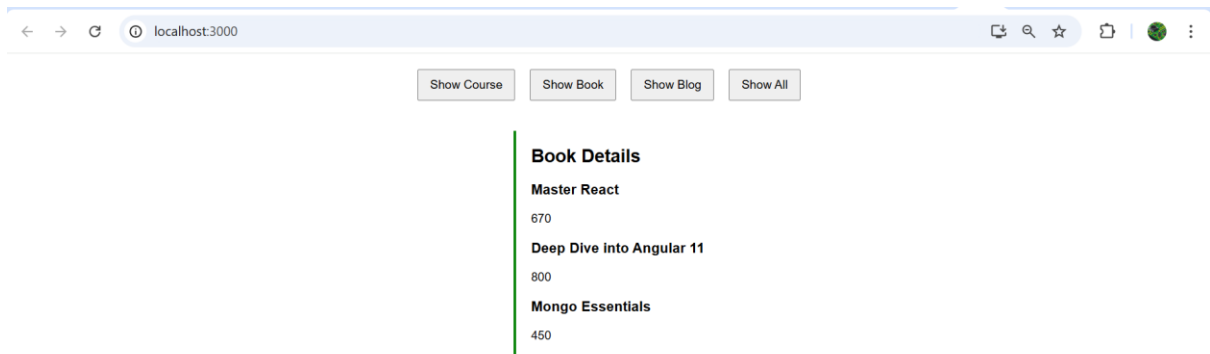 localhost:3000
Show Course Show Book Show Blog Show All
Book Details
Master React
670
Deep Dive into Angular 11
800
Mongo Essentials
450